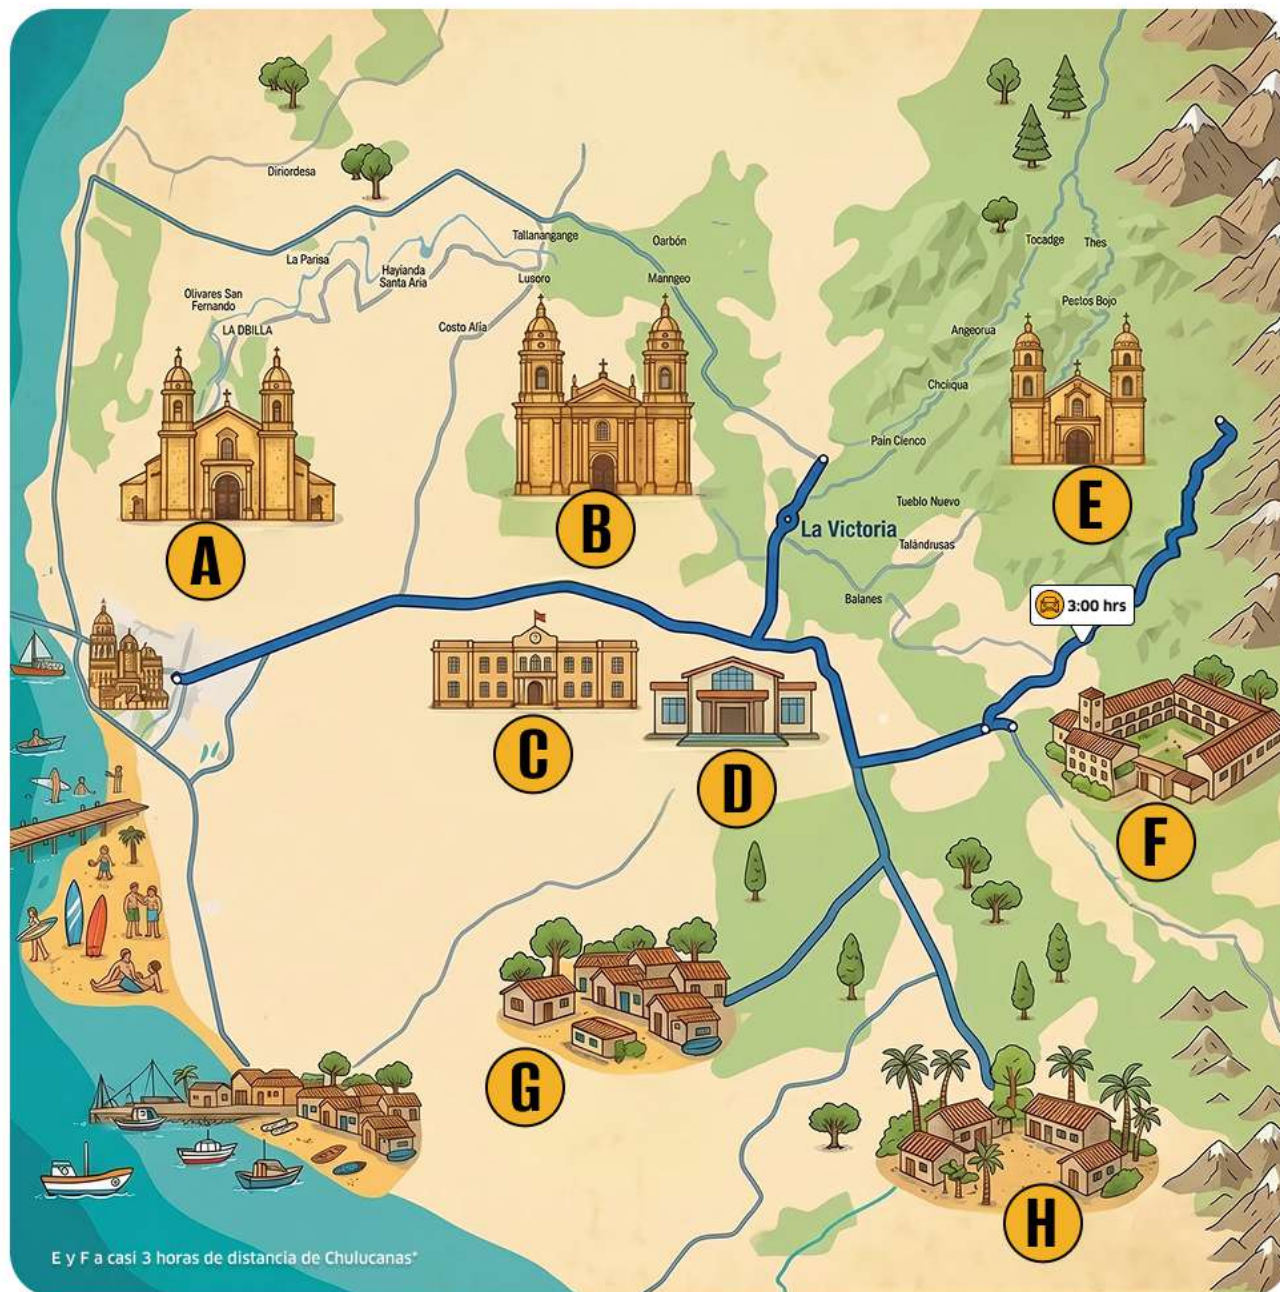 Diriordesa
Tallanangange
Oarbón
La Parisa
Hayianda
Santa Aria
Lusoro
Manngeo
Tocadge
Thes
Olivares San
Fernando
LA DBILLA
Costo Alia
Pectos Bojo
Angeorua
Chciiqua
Pain Cienco
Tueblo Nuevo
La Victoria
Talándrusas
Balanes
A
B
E
3:00 hrs
C
D
F
G
H
E y F a casi 3 horas de distancia de Chulucanas*